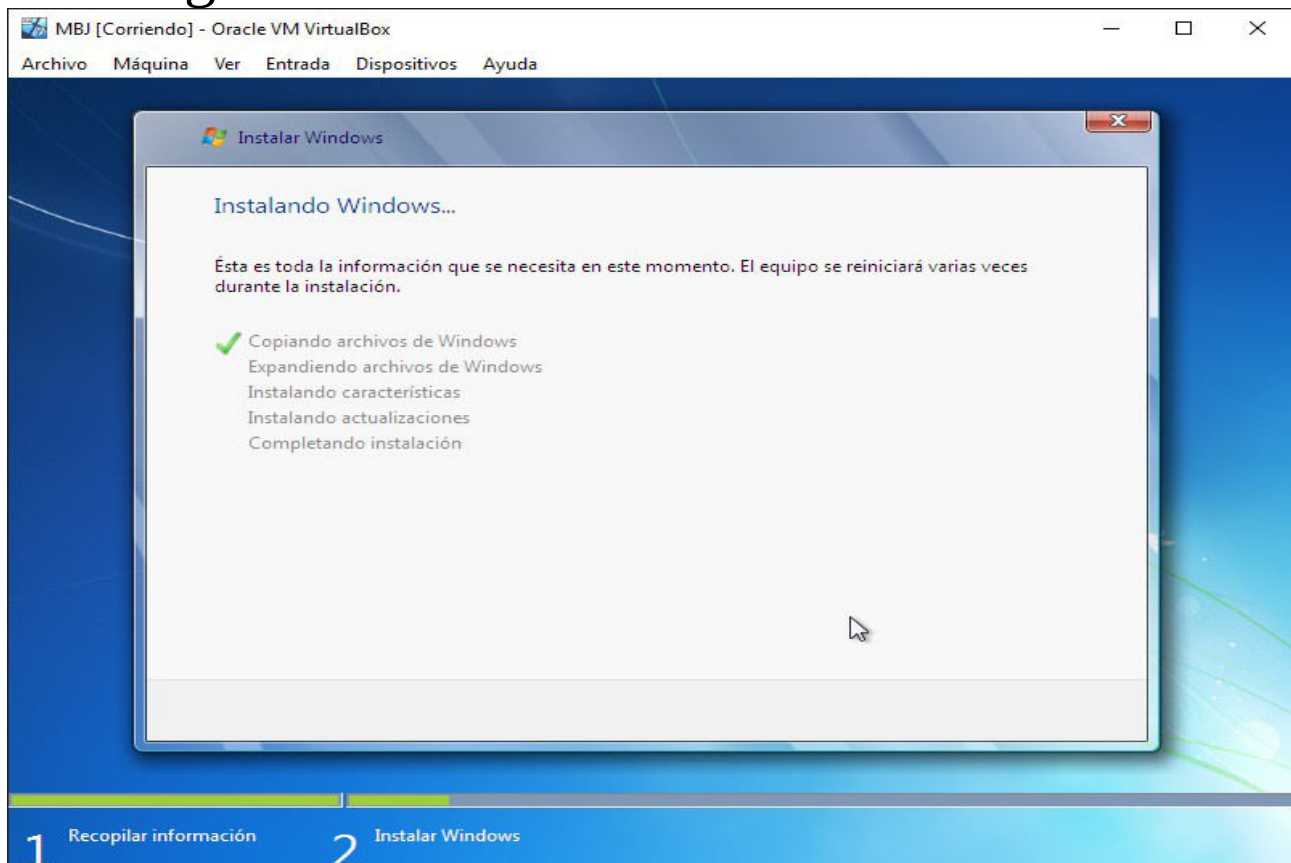 MBJ [Corriendo] - Oracle VM VirtualBox
Archivo Máquina Ver Entrada Dispositivos Ayuda
Instalar Windows
Instalando Windows...
Ésta es toda la información que se necesita en este momento. El equipo se reiniciará varias veces
durante la instalación.
Copiando archivos de Windows
Expandiendo archivos de Windows
Instalando características
Instalando actualizaciones
Completando instalación
1 Recopilar información 2 Instalar Windows